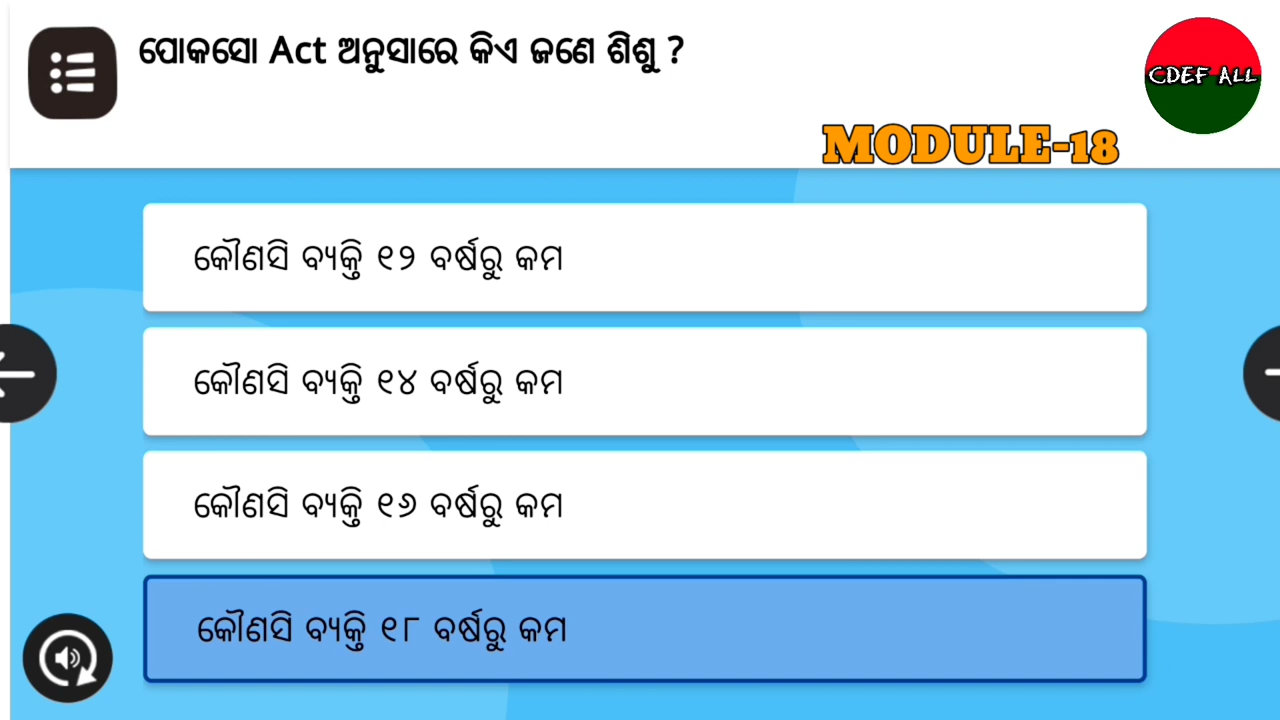 ପୋକସୋ Act ଅନୁସାରେ କିଏ ଜଣେ ଶିଶୁ ?
CDEF ALL
MODULE-18
କୌଣସି ବ୍ୟକ୍ତି ୧୨ ବର୍ଷରୁ କମ
କୌଣସି ବ୍ୟକ୍ତି ୧୪ ବର୍ଷରୁ କମ
କୌଣସି ବ୍ୟକ୍ତି ୧୬ ବର୍ଷରୁ କମ
କୌଣସି ବ୍ୟକ୍ତି ୧୮ ବର୍ଷରୁ କମ